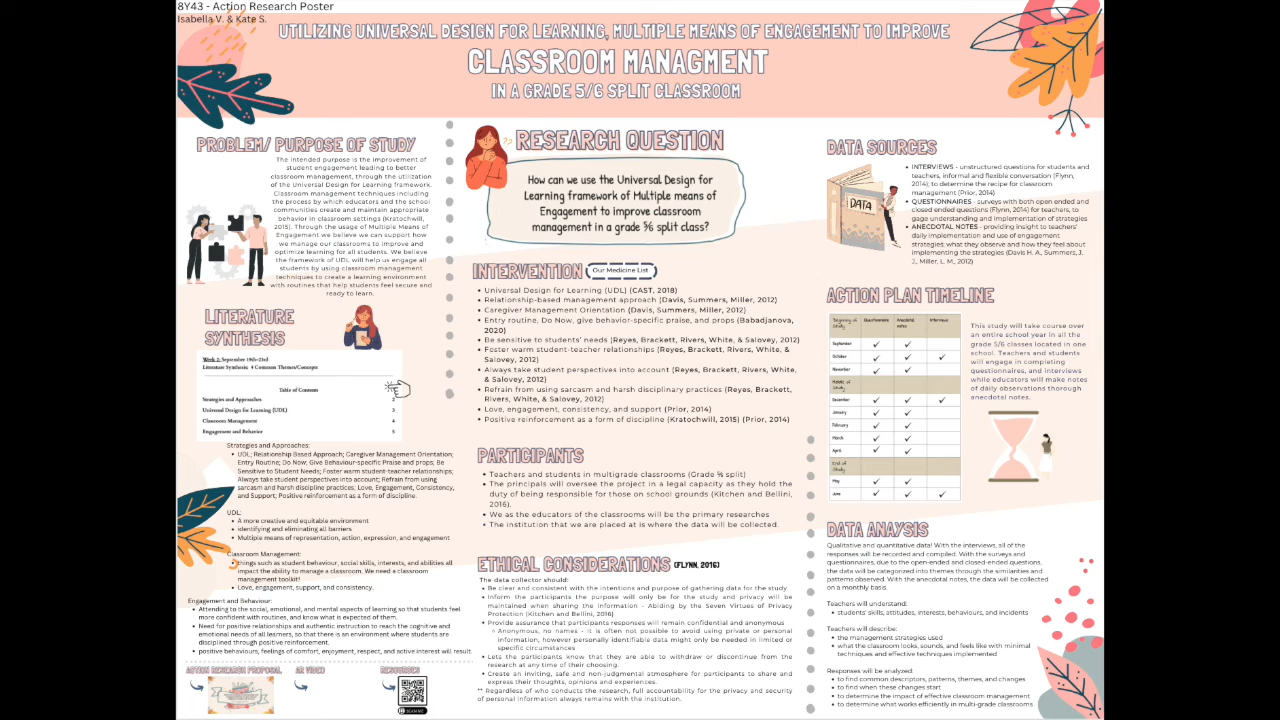 8Y43 - Action Research Poster
Isabella V. & Kate S.
UTILIZING UNIVERSAL DESIGN FOR LEARNING, MULTIPLE MEANS OF ENGAGEMENT TO IMPROVE
CLASSROOM MANAGMENT
IN A GRADE 5/6 SPLIT CLASSROOM
PROBLEM/ PURPOSE OF STUDY
The intended purpose is the improvement of
student engagement leading to better
classroom management, through the utilization
of the Universal Design for Learning framework.
Classroom management techniques including
the process by which educators and the school
communities create and maintain appropriate
behavior in classroom settings (Kratochwill,
2015). Through the usage of Multiple Means of
Engagement we believe we can support how
we manage our classrooms to improve and
optimize learning for all students. We believe
the framework of UDL will help us engage all
students by using classroom management
techniques to create a learning environment
with routines that help students feel secure and
ready to learn.
LITERATURE
SYNTHESIS
Week 2: September 19th-23rd
Literature Synthesis: 4 Common Themes/Concepts
Table of Contents
Strategies and Approaches 2
Universal Design for Learning (UDL) 3
Classroom Management 4
Engagement and Behavior 5
Strategies and Approaches:
• UDL; Relationship Based Approach; Caregiver Management Orientation;
Entry Routine; Do Now; Give Behaviour-specific Praise and props; Be
Sensitive to Student Needs; Foster warm student-teacher relationships;
Always take student perspectives into account; Refrain from using
sarcasm and harsh discipline practices; Love, Engagement, Consistency,
and Support; Positive reinforcement as a form of discipline.
UDL:
• A more creative and equitable environment
• identifying and eliminating all barriers
• Multiple means of representation, action, expression, and engagement
Classroom Management:
• things such as student behaviour, social skills, interests, and abilities all
impact the ability to manage a classroom. We need a classroom
management toolkit!
• Love, engagement, support, and consistency.
Engagement and Behaviour:
• Attending to the social, emotional, and mental aspects of learning so that students feel
more confident with routines, and know what is expected of them.
• Need for positive relationships and authentic instruction to reach the cognitive and
emotional needs of all learners, so that there is an environment where students are
disciplined through positive reinforcement.
• positive behaviours, feelings of comfort, enjoyment, respect, and active interest will result.
ACTION RESEARCH PROPOSAL
AR VIDEO
RESOURCES
SCAN ME
RESEARCH QUESTION
How can we use the Universal Design for
Learning framework of Multiple means of
Engagement to improve classroom
management in a grade ⅚ split class?
INTERVENTION
Our Medicine List
• Universal Design for Learning (UDL) (CAST, 2018)
• Relationship-based management approach (Davis, Summers, Miller, 2012)
• Caregiver Management Orientation (Davis, Summers, Miller, 2012)
• Entry routine, Do Now, give behavior-specific praise, and props (Babadjanova,
2020)
• Be sensitive to students' needs (Reyes, Brackett, Rivers, White, & Salovey, 2012)
• Foster warm student-teacher relationships (Reyes, Brackett, Rivers, White, &
Salovey, 2012)
• Always take student perspectives into account (Reyes, Brackett, Rivers, White,
& Salovey, 2012)
• Refrain from using sarcasm and harsh disciplinary practices (Reyes, Brackett,
Rivers, White, & Salovey, 2012)
• Love, engagement, consistency, and support (Prior, 2014)
• Positive reinforcement as a form of discipline (Kratochwill, 2015) (Prior, 2014)
PARTICIPANTS
• Teachers and students in multigrade classrooms (Grade ⅚ split)
• The principals will oversee the project in a legal capacity as they hold the
duty of being responsible for those on school grounds (Kitchen and Bellini,
2016).
• We as the educators of the classrooms will be the primary researches
• The institution that we are placed at is where the data will be collected.
ETHICAL CONSIDERATIONS (FLYNN, 2016)
The data collector should:
• Be clear and consistent with the intentions and purpose of gathering data for the study
• Inform the participants the purpose will only be for the study and privacy will be
maintained when sharing the information - Abiding by the Seven Virtues of Privacy
Protection (Kitchen and Bellini, 2016)
• Provide assurance that participants responses will remain confidential and anonymous
○ Anonymous, no names - It is often not possible to avoid using private or personal
information, however personally identifiable data might only be needed in limited or
specific circumstances
• Lets the participants know that they are able to withdraw or discontinue from the
research at any time of their choosing.
• Create an inviting, safe and non-judgmental atmosphere for participants to share and
express their thoughts, opinions and experiences.
** Regardless of who conducts the research, full accountability for the privacy and security
of personal information always remains with the institution.
DATA SOURCES
DATA
• INTERVIEWS - unstructured questions for students and
teachers, informal and flexible conversation (Flynn,
2014); to determine the recipe for classroom
management (Prior, 2014)
• QUESTIONNAIRES - surveys with both open ended and
closed ended questions (Flynn, 2014) for teachers, to
gage understanding and implementation of strategies
• ANECDOTAL NOTES - providing insight to teachers'
daily implementation and use of engagement
strategies; what they observe and how they feel about
implementing the strategies (Davis H. A., Summers, J.
J., Miller, L. M., 2012)
ACTION PLAN TIMELINE
Beginning of Study Questionnaire Anecdotal notes Interviews
September ✓ ✓
October ✓ ✓ ✓
November ✓ ✓
Middle of Study
December ✓ ✓ ✓
January ✓ ✓
February ✓ ✓
March ✓ ✓
April ✓ ✓
End of Study
May ✓ ✓
June ✓ ✓ ✓
This study will take course over
an entire school year in all the
grade 5/6 classes located in one
school. Teachers and students
will engage in completing
questionnaires, and interviews
while educators will make notes
of daily observations thorough
anecdotal notes.
DATA ANAYSIS
Qualitative and quantitative data! With the interviews, all of the
responses will be recorded and compiled. With the surveys and
questionnaires, due to the open-ended and closed-ended questions,
the data will be categorized into themes through the similarities and
patterns observed. With the anecdotal notes, the data will be collected
on a monthly basis.
Teachers will understand:
• students' skills, attitudes, interests, behaviours, and incidents
Teachers will describe:
• the management strategies used
• what the classroom looks, sounds, and feels like with minimal
techniques and effective techniques implemented
Responses will be analyzed:
• to find common descriptors, patterns, themes, and changes
• to find when these changes start
• to determine the impact of effective classroom management
• to determine what works efficiently in multi-grade classrooms